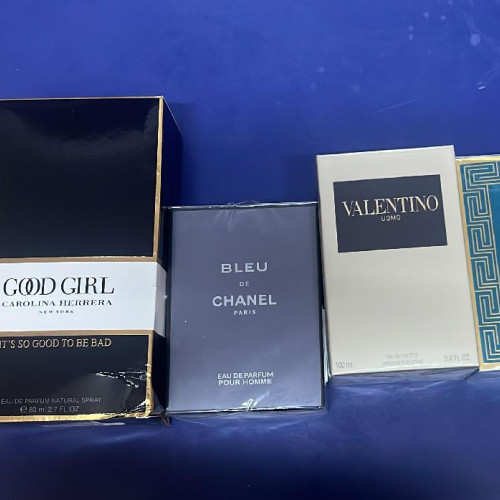 GOOD GIRL
CAROLINA HERRERA
NEW YORK
IT'S SO GOOD TO BE BAD
EAU DE PARFUM NATURAL SPRAY
℮ 80 ml 2.7 FL.OZ
BLEU
DE
CHANEL
PARIS
EAU DE PARFUM
POUR HOMME
VALENTINO
UOMO
100 ml
3.4 FL.OZ